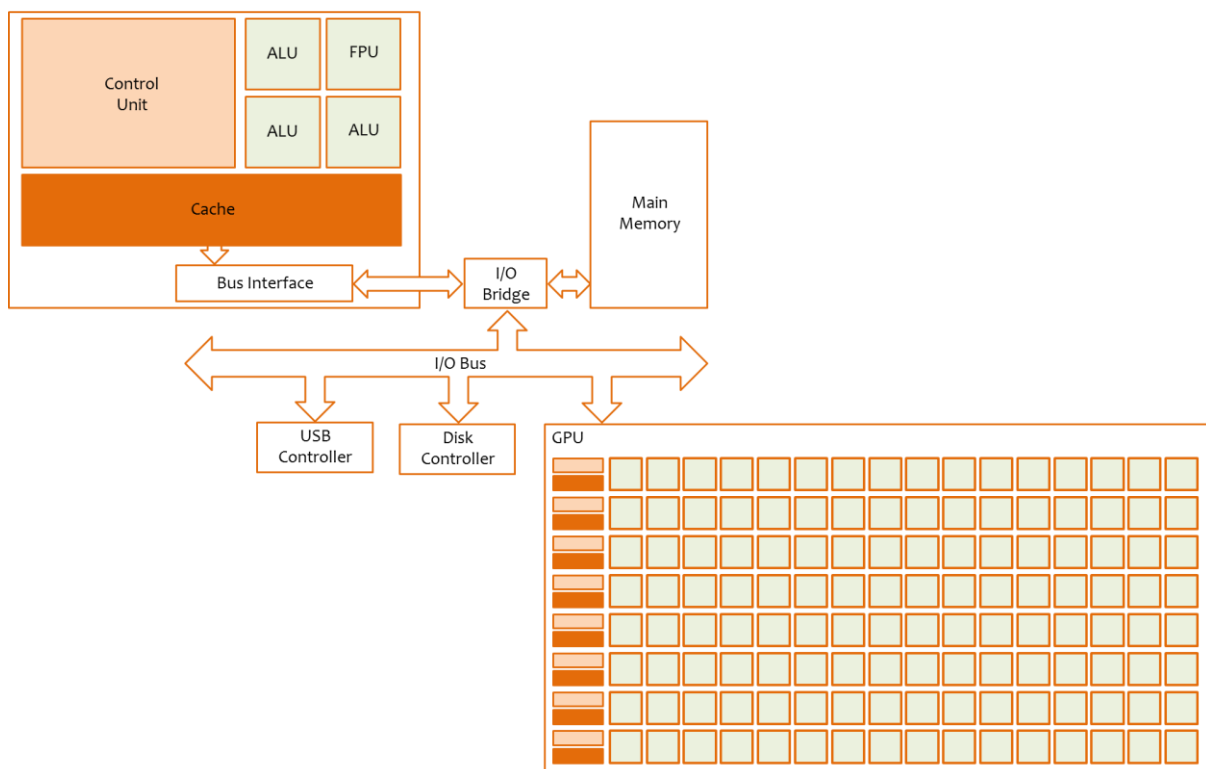 Control
Unit
ALU
FPU
ALU
ALU
Cache
Bus Interface
I/O
Bridge
Main
Memory
I/O Bus
USB
Controller
Disk
Controller
GPU